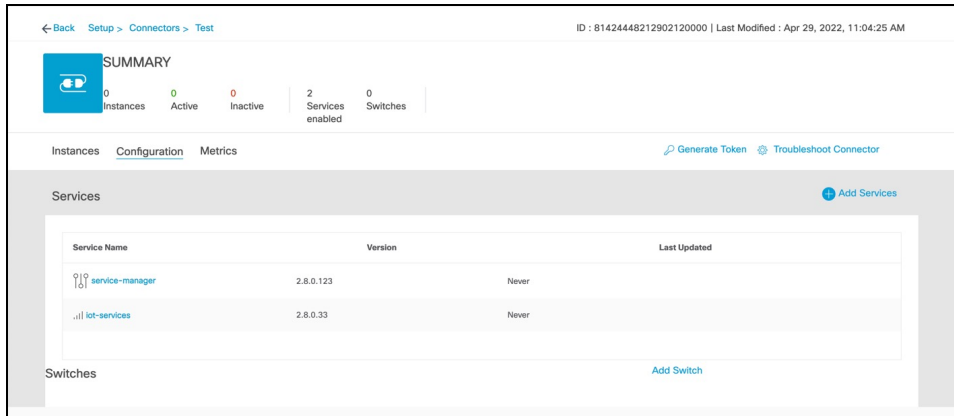 Back Setup > Connectors > Test ID : 81424448212902120000 | Last Modified : Apr 29, 2022, 11:04:25 AM
SUMMARY
0 0 0 2 0
Instances Active Inactive Services Switches
enabled
Instances Configuration Metrics Generate Token Troubleshoot Connector
Services Add Services
Service Name Version Last Updated
service-manager 2.8.0.123 Never
iot-services 2.8.0.33 Never
Switches Add Switch